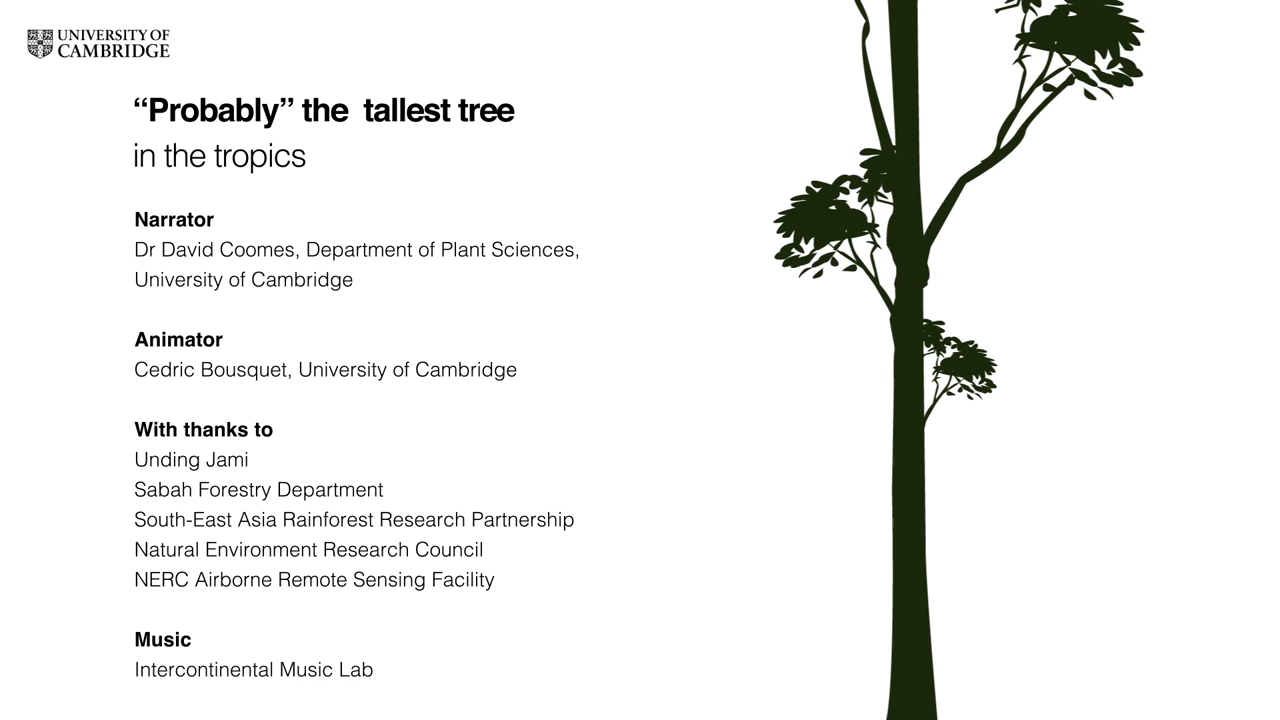 UNIVERSITY OF
CAMBRIDGE
“Probably” the tallest tree
in the tropics
Narrator
Dr David Coomes, Department of Plant Sciences,
University of Cambridge
Animator
Cedric Bousquet, University of Cambridge
With thanks to
Unding Jami
Sabah Forestry Department
South-East Asia Rainforest Research Partnership
Natural Environment Research Council
NERC Airborne Remote Sensing Facility
Music
Intercontinental Music Lab